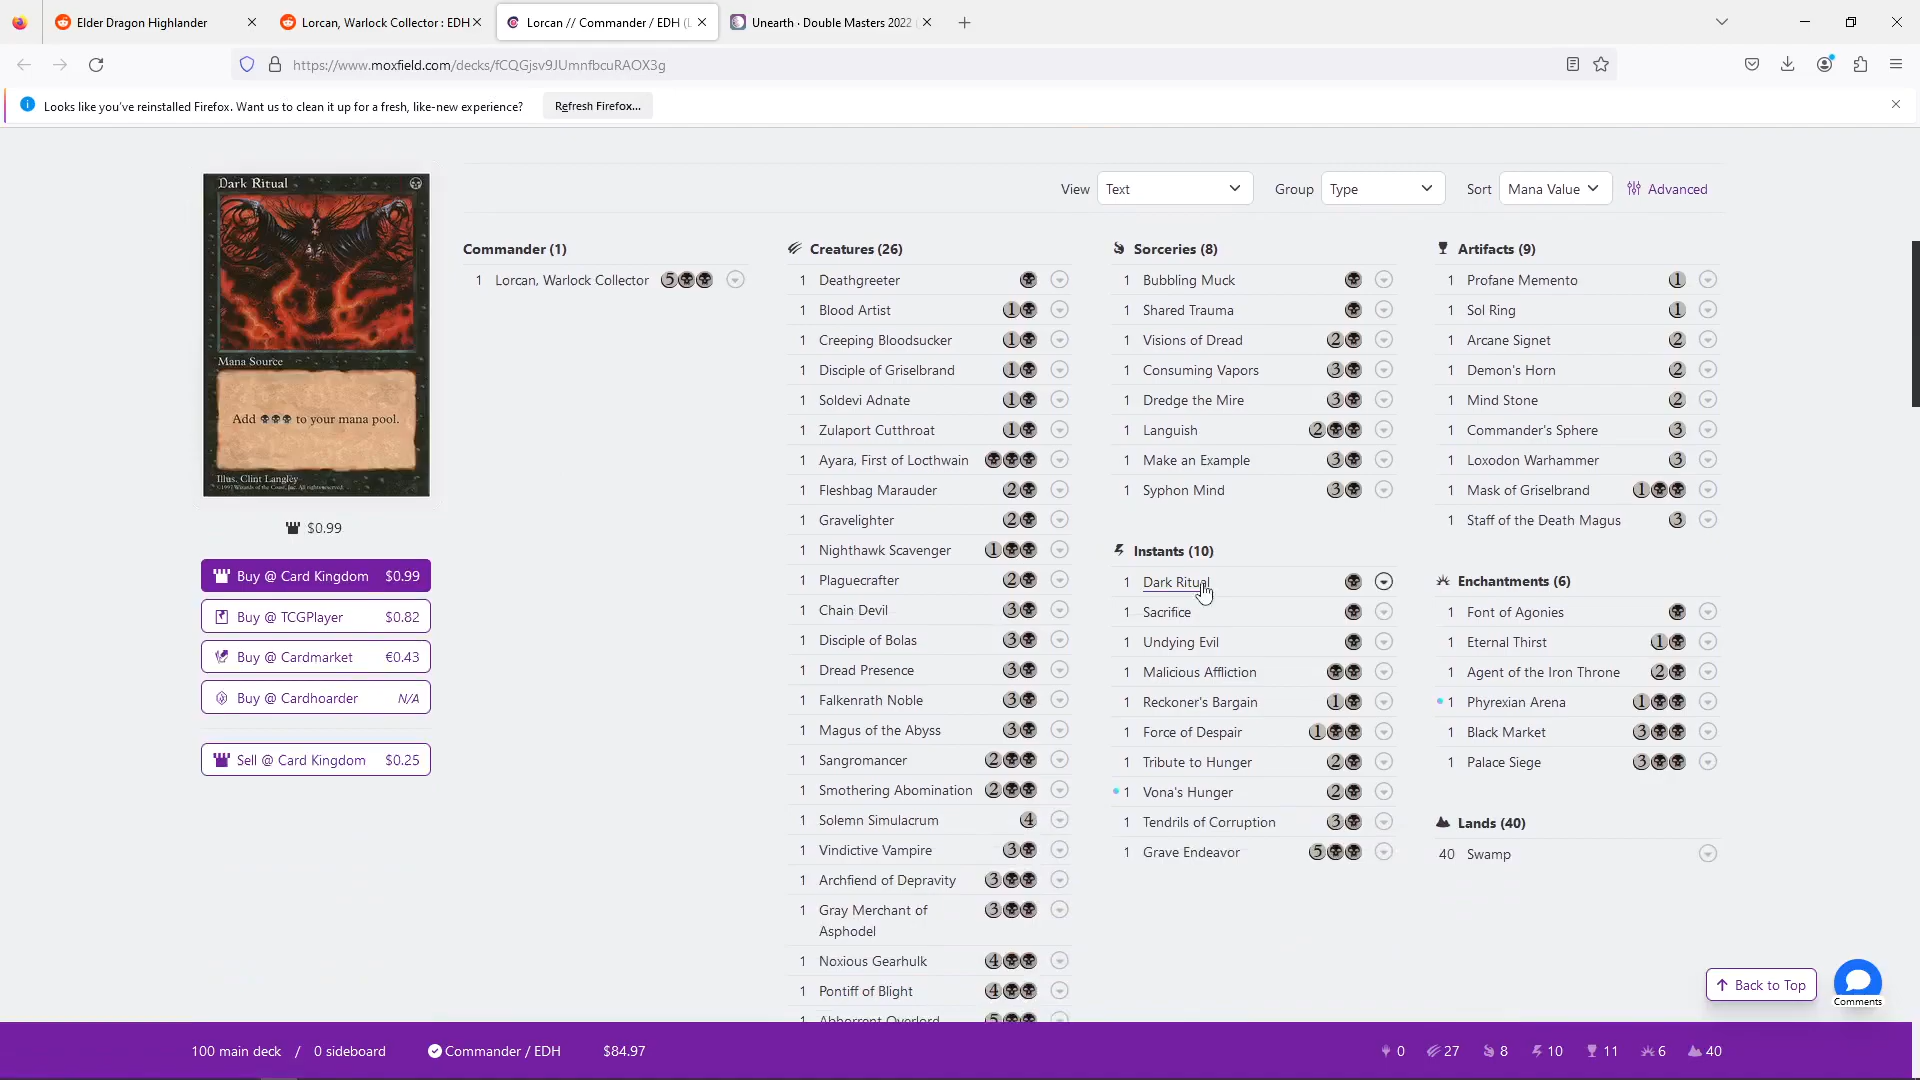 Elder Dragon Highlander
Lorcan, Warlock Collector : EDH
Lorcan // Commander / EDH (L
Unearth · Double Masters 2022
https://www.moxfield.com/decks/fCQGjsv9JUmnfbcuRAOX3g
Looks like you've reinstalled Firefox. Want us to clean it up for a fresh, like-new experience?
Refresh Firefox...
View Text
Group Type
Sort Mana Value
Advanced
Dark Ritual
Mana Source
Add to your mana pool.
Illus. Clint Langley
$0.99
Buy @ Card Kingdom $0.99
Buy @ TCGPlayer $0.82
Buy @ Cardmarket €0.43
Buy @ Cardhoarder N/A
Sell @ Card Kingdom $0.25
Commander (1)
1 Lorcan, Warlock Collector 5
Creatures (26)
1 Deathgreeter
1 Blood Artist 1
1 Creeping Bloodsucker 1
1 Disciple of Griselbrand 1
1 Soldevi Adnate 1
1 Zulaport Cutthroat 1
1 Ayara, First of Locthwain
1 Fleshbag Marauder 2
1 Gravelighter 2
1 Nighthawk Scavenger 1
1 Plaguecrafter 2
1 Chain Devil 3
1 Disciple of Bolas 3
1 Dread Presence 3
1 Falkenrath Noble 3
1 Magus of the Abyss 3
1 Sangromancer 2
1 Smothering Abomination 2
1 Solemn Simulacrum 4
1 Vindictive Vampire 3
1 Archfiend of Depravity 3
1 Gray Merchant of 3
Asphodel
1 Noxious Gearhulk 4
1 Pontiff of Blight 4
1 Abhorrent Overlord 5
Sorceries (8)
1 Bubbling Muck
1 Shared Trauma
1 Visions of Dread 2
1 Consuming Vapors 3
1 Dredge the Mire 3
1 Languish 2
1 Make an Example 3
1 Syphon Mind 3
Instants (10)
1 Dark Ritual
1 Sacrifice
1 Undying Evil
1 Malicious Affliction
1 Reckoner's Bargain 1
1 Force of Despair 1
1 Tribute to Hunger 2
1 Vona's Hunger 2
1 Tendrils of Corruption 3
1 Grave Endeavor 5
Artifacts (9)
1 Profane Memento 1
1 Sol Ring 1
1 Arcane Signet 2
1 Demon's Horn 2
1 Mind Stone 2
1 Commander's Sphere 3
1 Loxodon Warhammer 3
1 Mask of Griselbrand 1
1 Staff of the Death Magus 3
Enchantments (6)
1 Font of Agonies
1 Eternal Thirst 1
1 Agent of the Iron Throne 2
1 Phyrexian Arena 1
1 Black Market 3
1 Palace Siege 3
Lands (40)
40 Swamp
Back to Top
Comments
100 main deck / 0 sideboard
Commander / EDH
$84.97
0 27 8 10 11 6 40